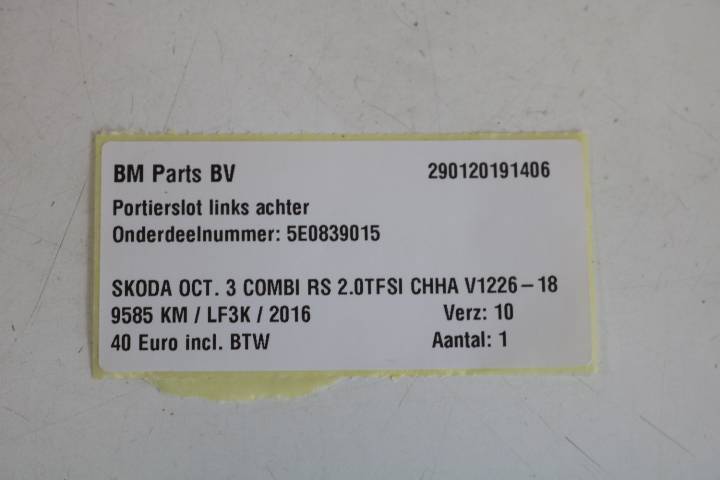 BM Parts BV 290120191406
Portierslot links achter
Onderdeelnummer: 5E0839015
SKODA OCT. 3 COMBI RS 2.0TFSI CHHA V1226-18
9585 KM / LF3K / 2016 Verz: 10
40 Euro incl. BTW Aantal: 1